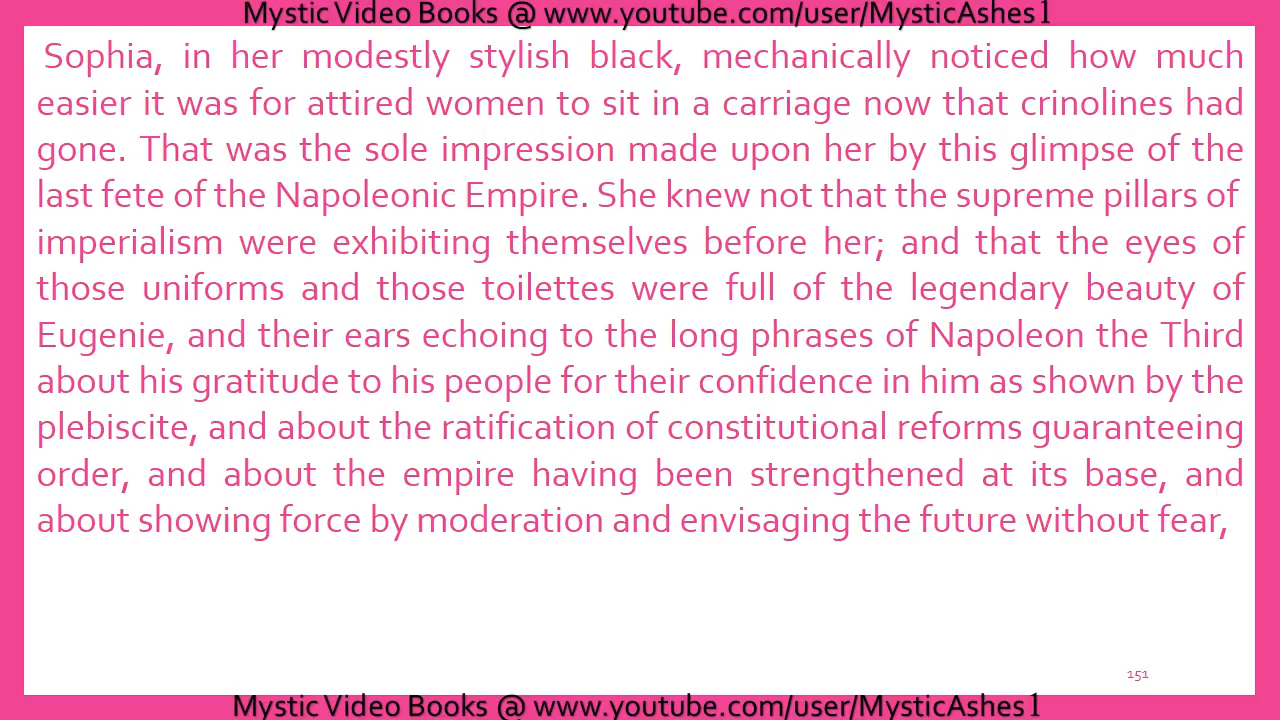 Mystic Video Books @ www.youtube.com/user/MysticAshes1
Sophia, in her modestly stylish black, mechanically noticed how much
easier it was for attired women to sit in a carriage now that crinolines had
gone. That was the sole impression made upon her by this glimpse of the
last fete of the Napoleonic Empire. She knew not that the supreme pillars of
imperialism were exhibiting themselves before her; and that the eyes of
those uniforms and those toilettes were full of the legendary beauty of
Eugenie, and their ears echoing to the long phrases of Napoleon the Third
about his gratitude to his people for their confidence in him as shown by the
plebiscite, and about the ratification of constitutional reforms guaranteeing
order, and about the empire having been strengthened at its base, and
about showing force by moderation and envisaging the future without fear,
151
Mystic Video Books @ www.youtube.com/user/MysticAshes1